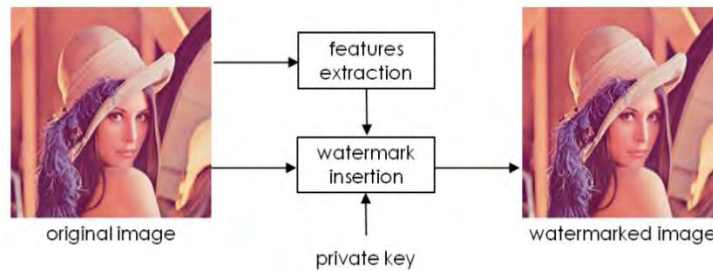 features
extraction
watermark
insertion
original image
watermarked image
private key